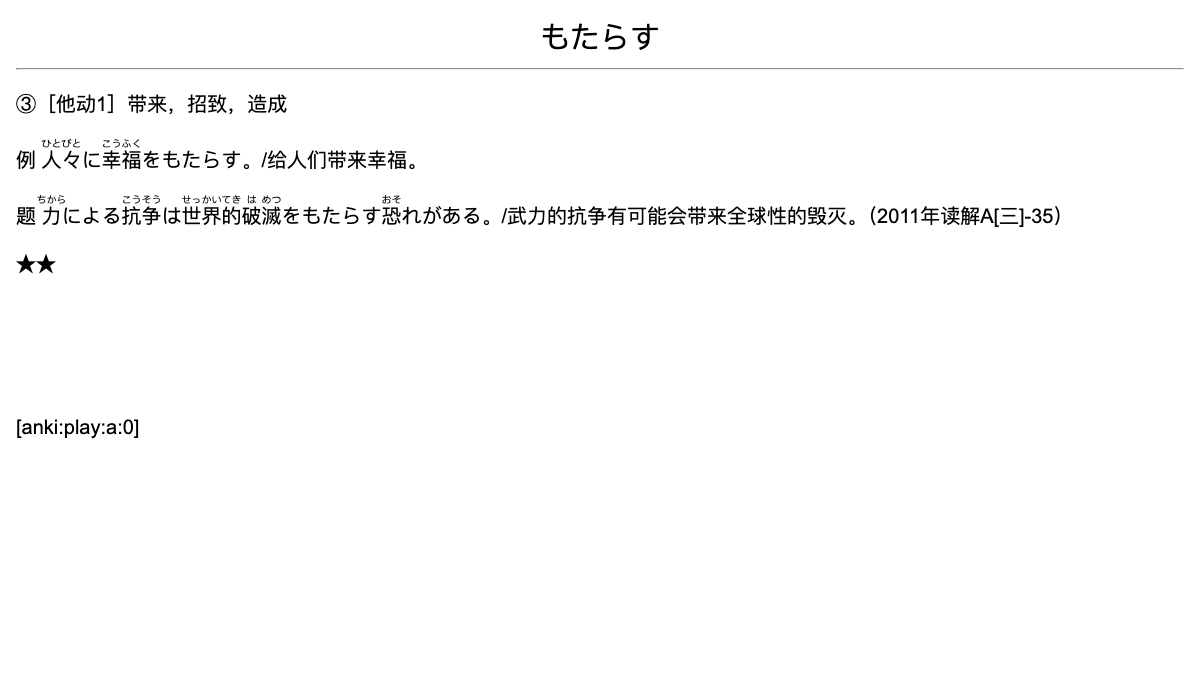 もたらす
③［他动1］带来，招致，造成
ひとびと こうふく
例 人々に幸福をもたらす。/给人们带来幸福。
ちから こうそう せっかいてき は めつ おそ
题 力による抗争は世界的破滅をもたらす恐れがある。/武力的抗争有可能会带来全球性的毁灭。（2011年读解A[三]-35）
★★
[anki:play:a:0]